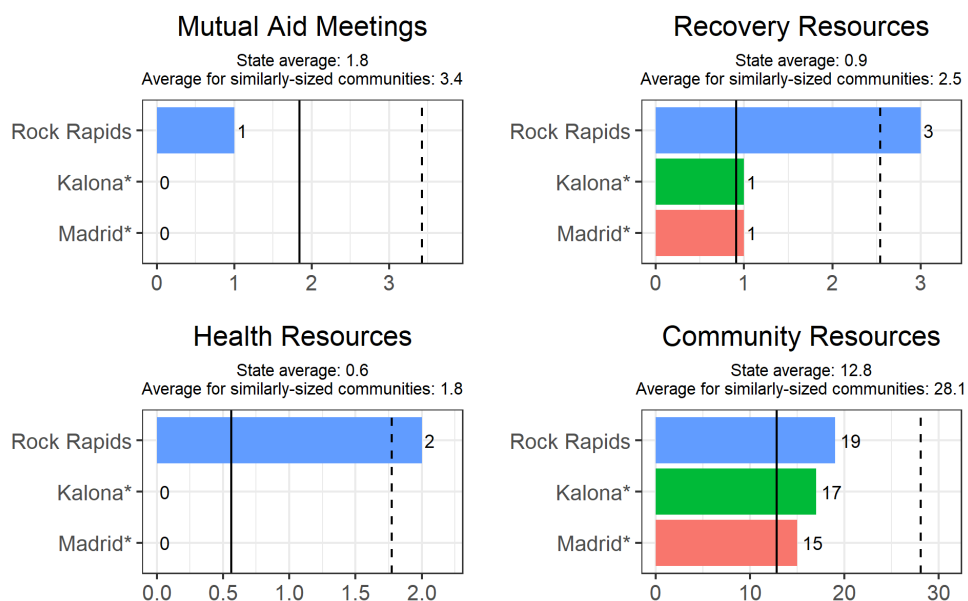 Mutual Aid Meetings
State average: 1.8
Average for similarly-sized communities: 3.4
Rock Rapids
1
Kalona*
0
Madrid*
0
0 1 2 3
Recovery Resources
State average: 0.9
Average for similarly-sized communities: 2.5
Rock Rapids
3
Kalona*
1
Madrid*
1
0 1 2 3
Health Resources
State average: 0.6
Average for similarly-sized communities: 1.8
Rock Rapids
2
Kalona*
0
Madrid*
0
0.0 0.5 1.0 1.5 2.0
Community Resources
State average: 12.8
Average for similarly-sized communities: 28.1
Rock Rapids
19
Kalona*
17
Madrid*
15
0 10 20 30